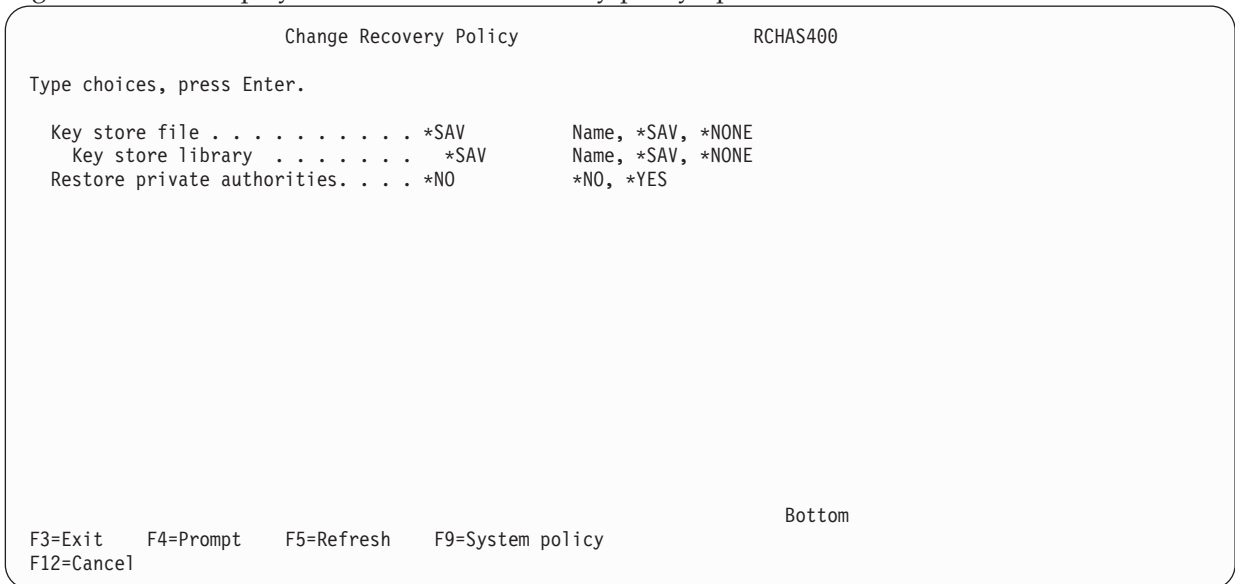 Change Recovery Policy RCHAS400
Type choices, press Enter.
Key store file . . . . . . . . . . *SAV Name, *SAV, *NONE
Key store library . . . . . . . *SAV Name, *SAV, *NONE
Restore private authorities. . . . *NO *NO, *YES
Bottom
F3=Exit F4=Prompt F5=Refresh F9=System policy
F12=Cancel